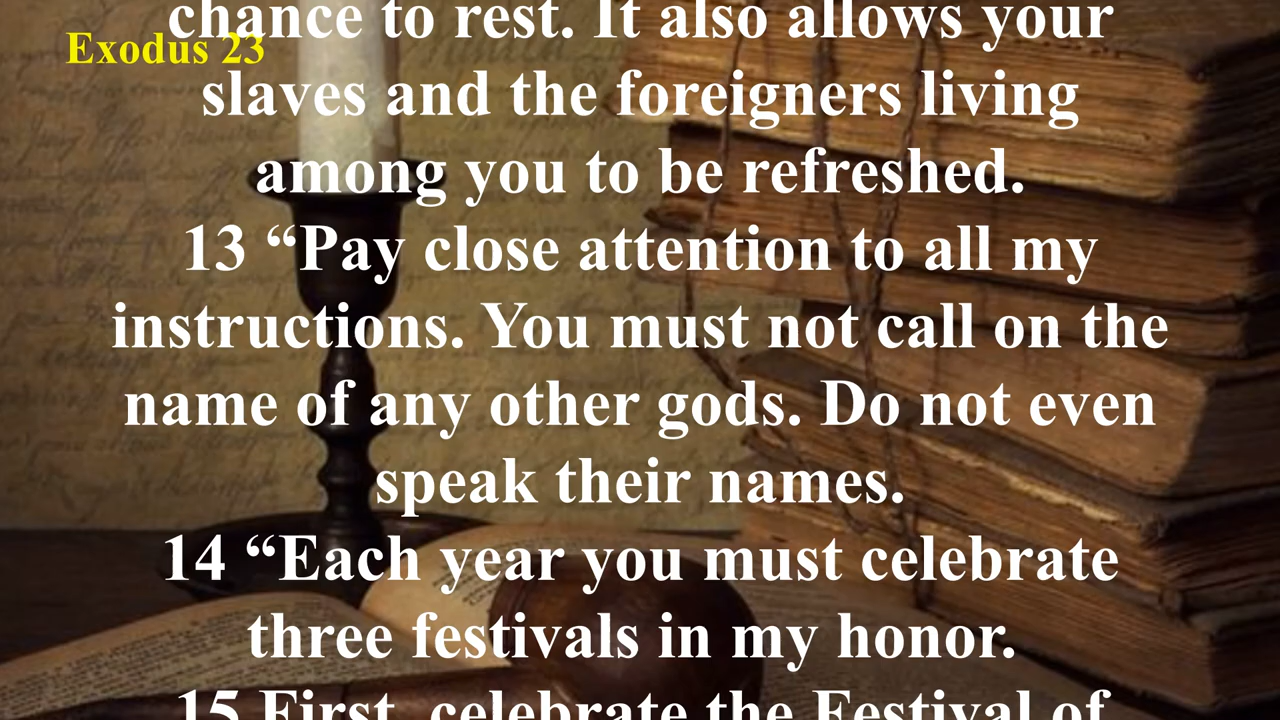 chance to rest. It also allows your
Exodus 23
slaves and the foreigners living
among you to be refreshed.
13 “Pay close attention to all my
instructions. You must not call on the
name of any other gods. Do not even
speak their names.
14 “Each year you must celebrate
three festivals in my honor.
15 First, celebrate the Festival of